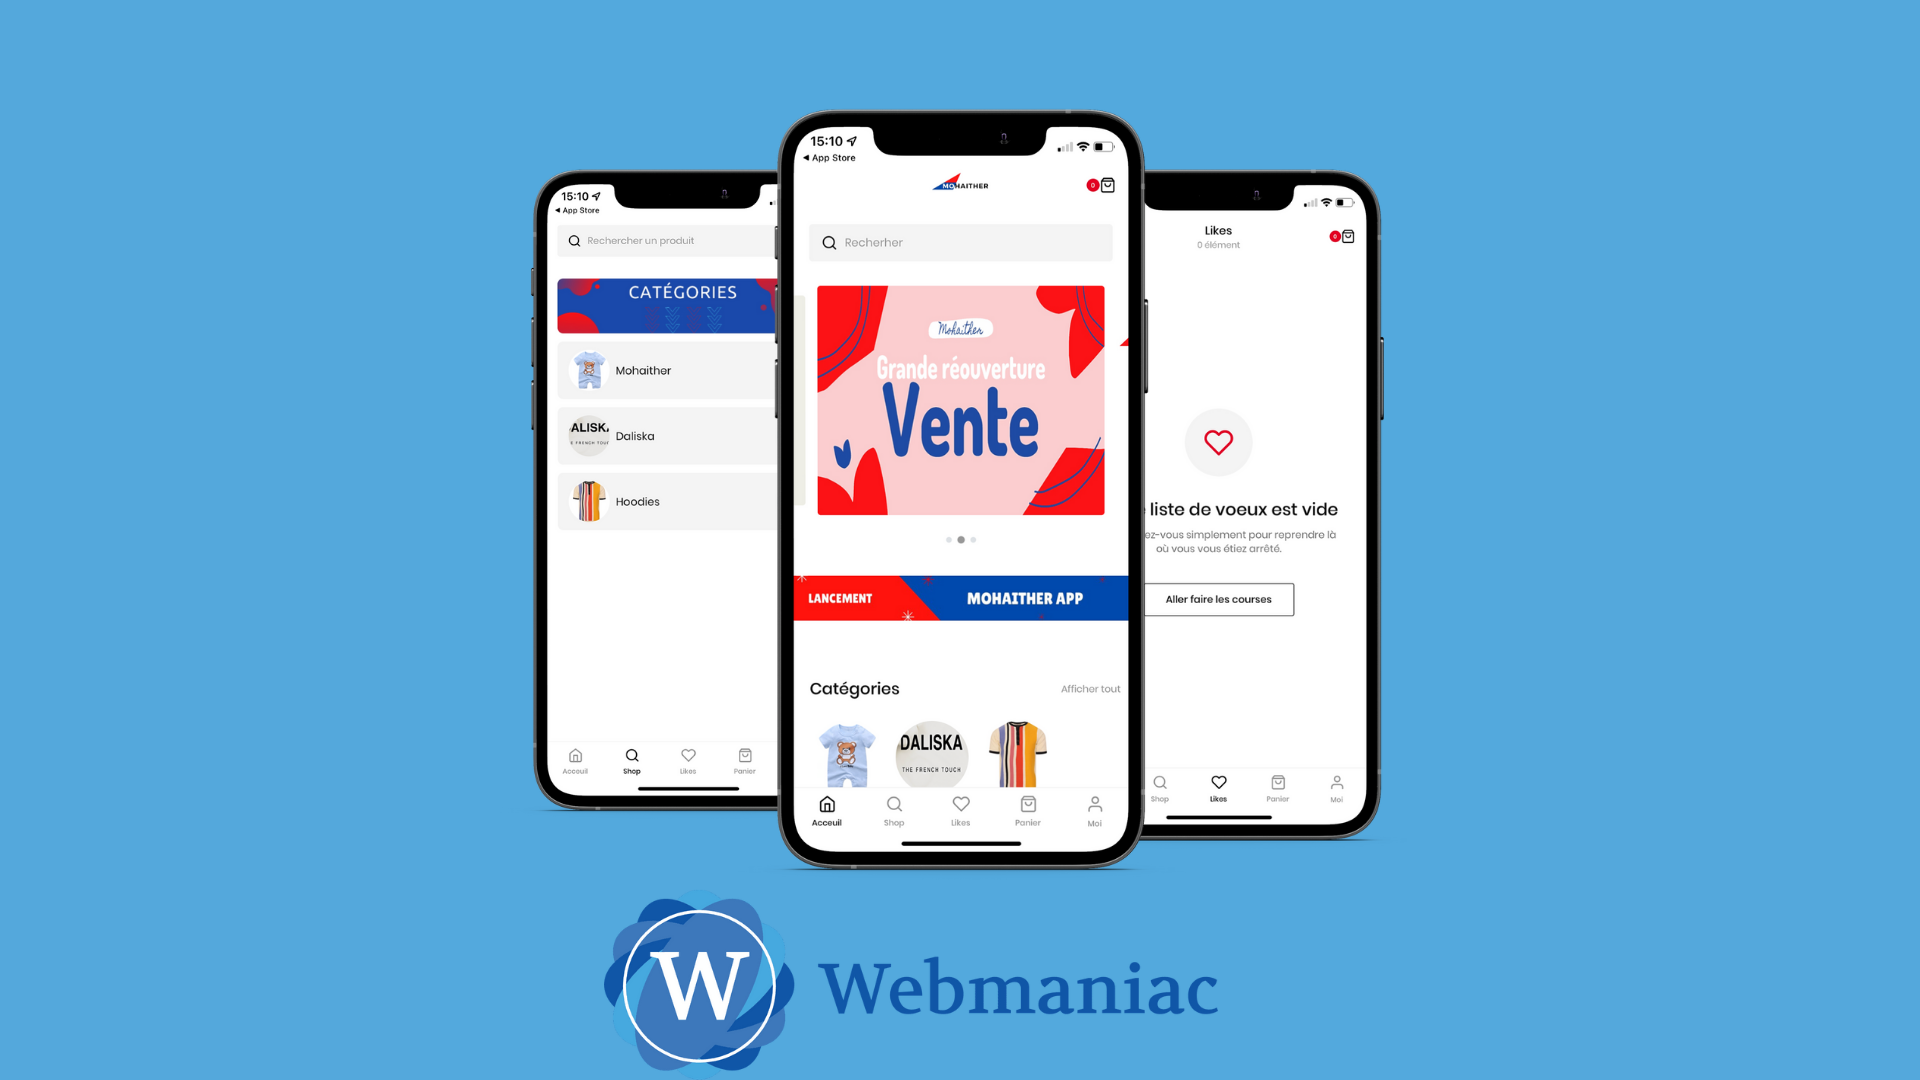 15:10
◄ App Store
Rechercher un produit
CATÉGORIES
Mohaither
ALISK
Daliska
Hoodies
Acceuil
Shop
Likes
Panier
15:10
◄ App Store
MOHAITHER
0
Recherher
Mohaither
Grande réouverture
Vente
LANCEMENT
MOHAITHER APP
Catégories
Afficher tout
DALISKA
THE FRENCH TOUCH
Acceuil
Shop
Likes
Panier
Moi
Likes
0 élément
0
liste de voeux est vide
ez-vous simplement pour reprendre là
où vous vous étiez arrêté.
Aller faire les courses
Shop
Likes
Panier
Moi
W
Webmaniac